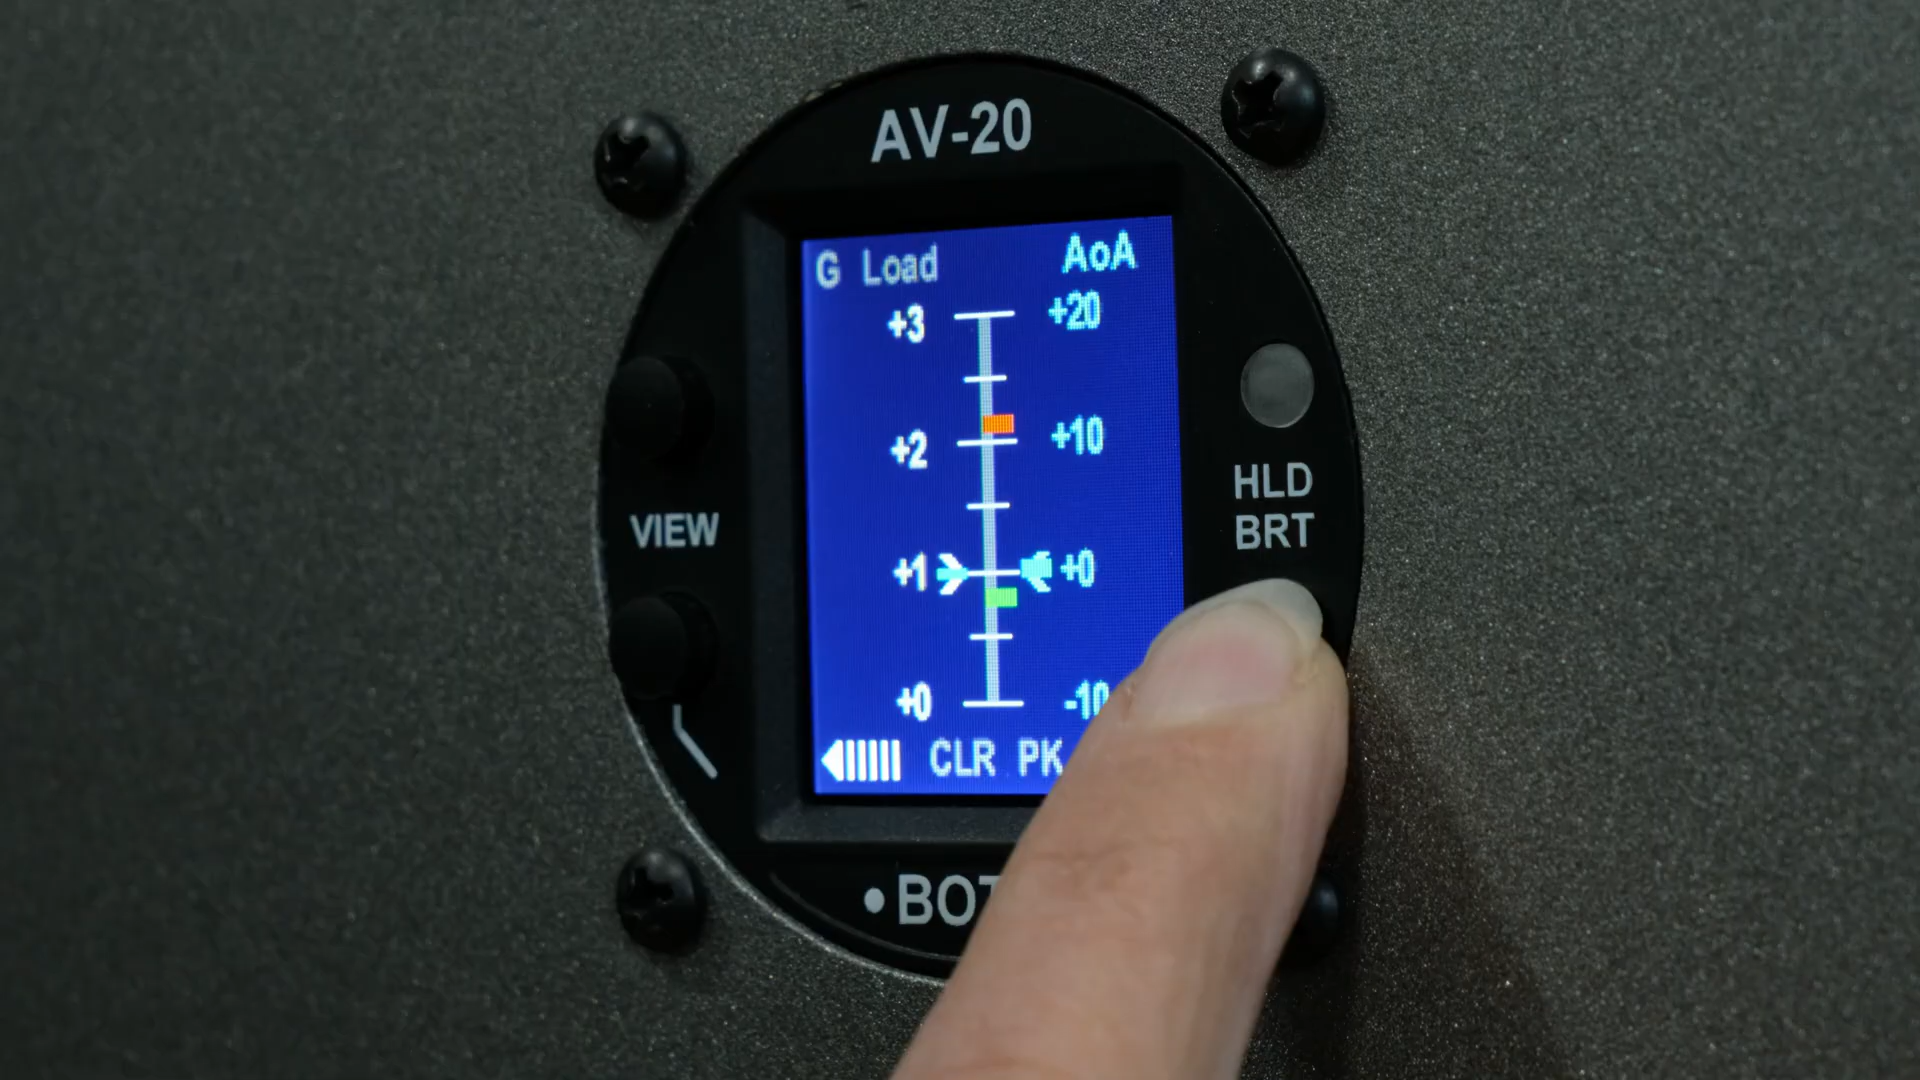 AV-20
G Load AoA
+3 +20
+2 +10
+1 +0
+0 -10
CLR PK
VIEW
HLD
BRT
•BO